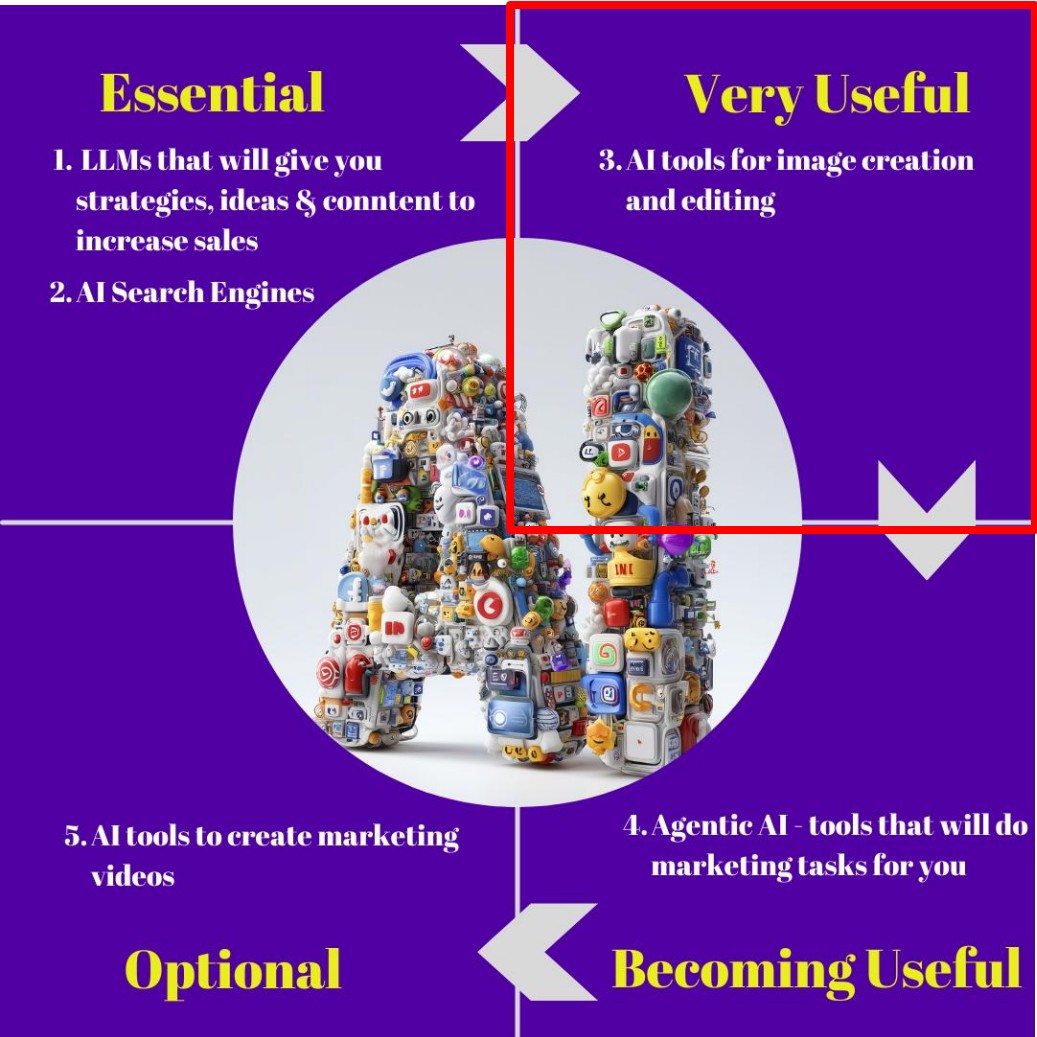 Essential
1. LLMs that will give you
strategies, ideas & conntent to
increase sales
2. AI Search Engines
Very Useful
3. AI tools for image creation
and editing
4. Agentic AI - tools that will do
marketing tasks for you
Becoming Useful
5. AI tools to create marketing
videos
Optional